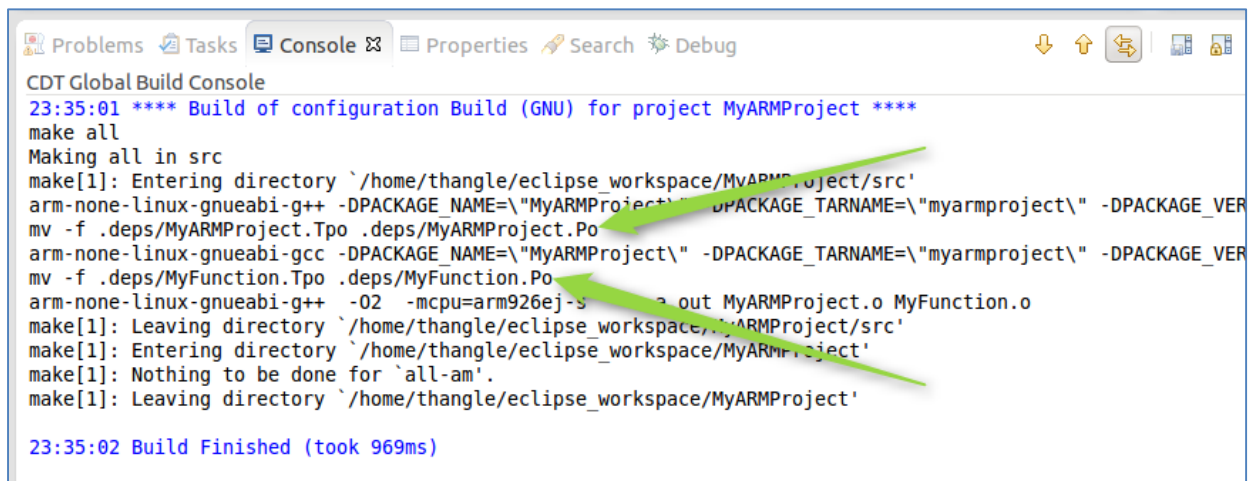 Problems Tasks Console Properties Search Debug
CDT Global Build Console
23:35:01 **** Build of configuration Build (GNU) for project MyARMProject ****
make all
Making all in src
make[1]: Entering directory `/home/thangle/eclipse_workspace/MyARMProject/src'
arm-none-linux-gnueabi-g++ -DPACKAGE_NAME=\"MyARMProject\" -DPACKAGE_TARNAME=\"myarmproject\" -DPACKAGE_VER
mv -f .deps/MyARMProject.Tpo .deps/MyARMProject.Po
arm-none-linux-gnueabi-gcc -DPACKAGE_NAME=\"MyARMProject\" -DPACKAGE_TARNAME=\"myarmproject\" -DPACKAGE_VER
mv -f .deps/MyFunction.Tpo .deps/MyFunction.Po
arm-none-linux-gnueabi-g++ -O2 -mcpu=arm926ej-s a.out MyARMProject.o MyFunction.o
make[1]: Leaving directory `/home/thangle/eclipse_workspace/MyARMProject/src'
make[1]: Entering directory `/home/thangle/eclipse_workspace/MyARMProject'
make[1]: Nothing to be done for `all-am'.
make[1]: Leaving directory `/home/thangle/eclipse_workspace/MyARMProject'
23:35:02 Build Finished (took 969ms)